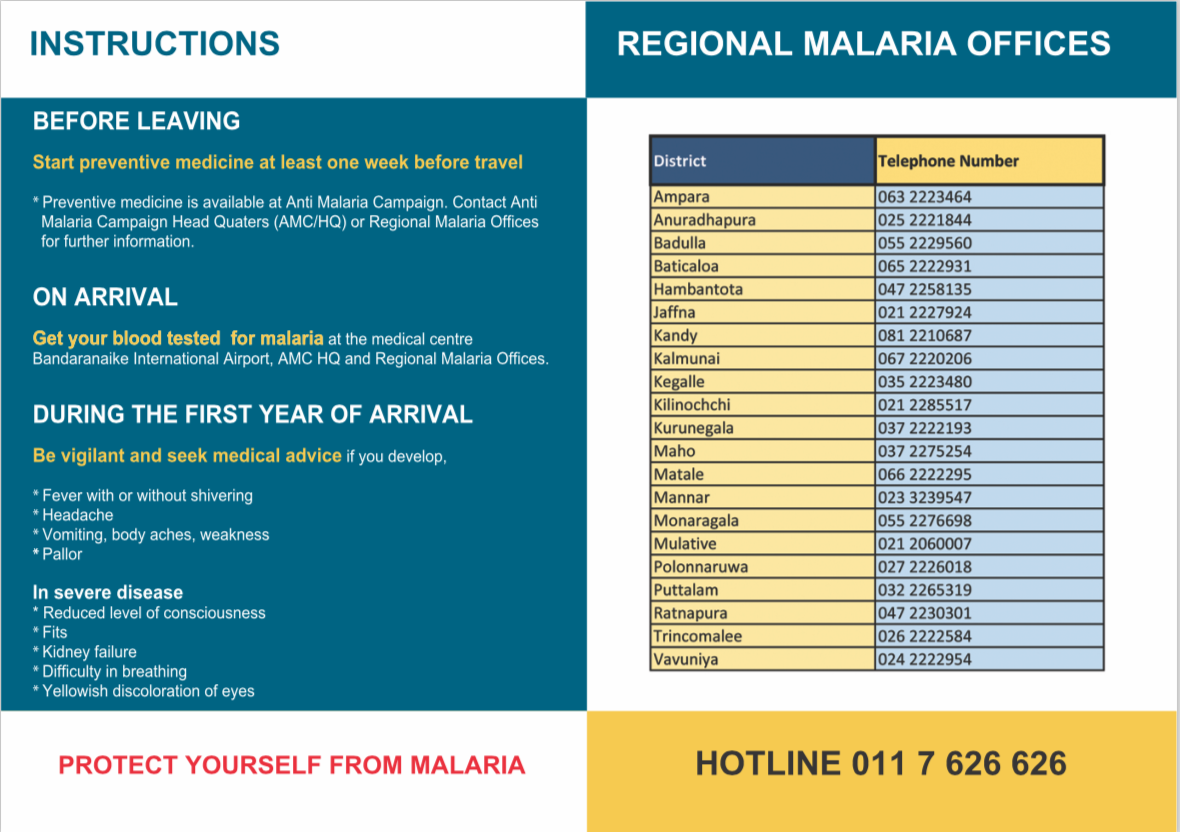 INSTRUCTIONS
BEFORE LEAVING
Start preventive medicine at least one week before travel
* Preventive medicine is available at Anti Malaria Campaign. Contact Anti
Malaria Campaign Head Quaters (AMC/HQ) or Regional Malaria Offices
for further information.
ON ARRIVAL
Get your blood tested for malaria at the medical centre
Bandaranaike International Airport, AMC HQ and Regional Malaria Offices.
DURING THE FIRST YEAR OF ARRIVAL
Be vigilant and seek medical advice if you develop,
* Fever with or without shivering
* Headache
* Vomiting, body aches, weakness
* Pallor
In severe disease
* Reduced level of consciousness
* Fits
* Kidney failure
* Difficulty in breathing
* Yellowish discoloration of eyes
PROTECT YOURSELF FROM MALARIA
REGIONAL MALARIA OFFICES
District Telephone Number
Ampara 063 2223464
Anuradhapura 025 2221844
Badulla 055 2229560
Baticaloa 065 2222931
Hambantota 047 2258135
Jaffna 021 2227924
Kandy 081 2210687
Kalmunai 067 2220206
Kegalle 035 2223480
Kilinochchi 021 2285517
Kurunegala 037 2222193
Maho 037 2275254
Matale 066 2222295
Mannar 023 3239547
Monaragala 055 2276698
Mulative 021 2060007
Polonnaruwa 027 2226018
Puttalam 032 2265319
Ratnapura 047 2230301
Trincomalee 026 2222584
Vavuniya 024 2222954
HOTLINE 011 7 626 626